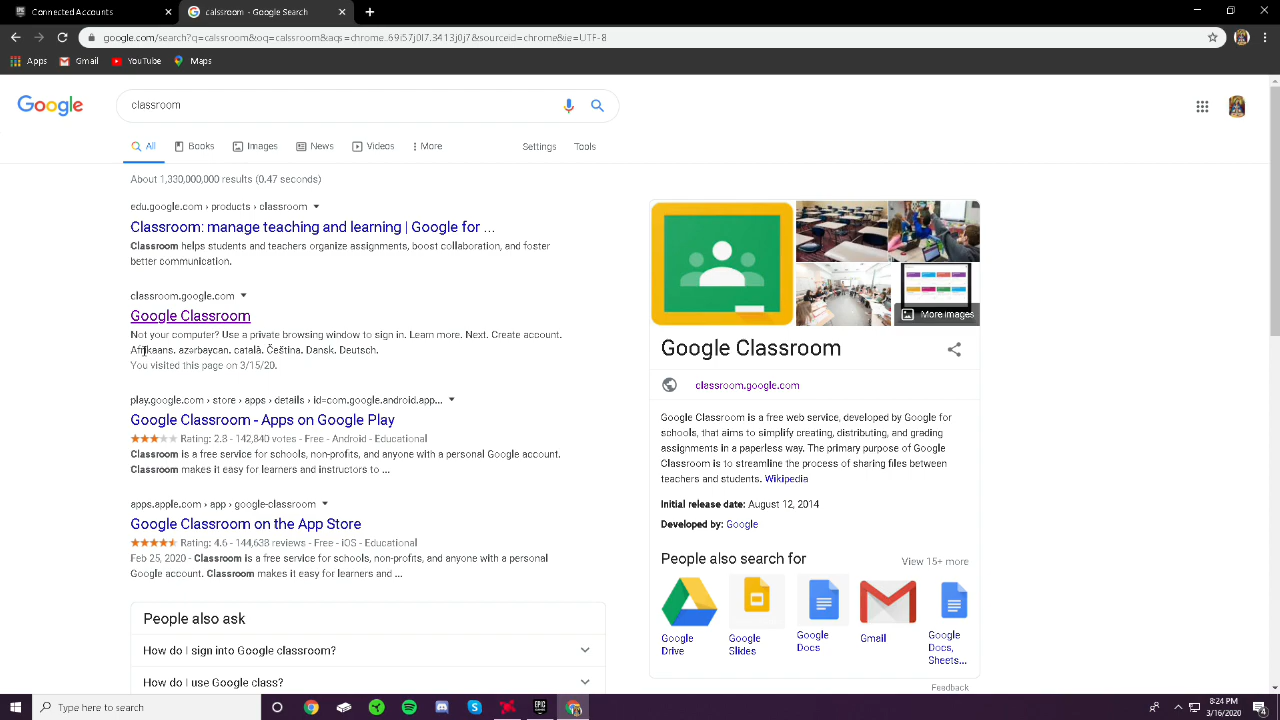 Connected Accounts
calsroom - Google Search
google.com/search?q=calsroom&oq=calsroom&aqs=chrome..69i57j0l7.3413j0j7&sourceid=chrome&ie=UTF-8
Apps
Gmail
YouTube
Maps
Google
classroom
All
Books
Images
News
Videos
More
Settings
Tools
About 1,330,000,000 results (0.47 seconds)
edu.google.com › products › classroom
Classroom: manage teaching and learning | Google for ...
Classroom helps students and teachers organize assignments, boost collaboration, and foster
better communication.
classroom.google.com
Google Classroom
Not your computer? Use a private browsing window to sign in. Learn more. Next. Create account.
Afrikaans. azərbaycan. català. Čeština. Dansk. Deutsch.
You visited this page on 3/15/20.
play.google.com › store › apps › details › id=com.google.android.app...
Google Classroom - Apps on Google Play
Rating: 2.8 - 142,840 votes - Free - Android - Educational
Classroom is a free service for schools, non-profits, and anyone with a personal Google account.
Classroom makes it easy for learners and instructors to ...
apps.apple.com › app › google-classroom
Google Classroom on the App Store
Rating: 4.6 - 144,638 reviews - Free - iOS - Educational
Feb 25, 2020 - Classroom is a free service for schools, non-profits, and anyone with a personal
Google account. Classroom makes it easy for learners and ...
People also ask
How do I sign into Google classroom?
How do I use Google class?
More images
Google Classroom
classroom.google.com
Google Classroom is a free web service, developed by Google for
schools, that aims to simplify creating, distributing, and grading
assignments in a paperless way. The primary purpose of Google
Classroom is to streamline the process of sharing files between
teachers and students. Wikipedia
Initial release date: August 12, 2014
Developed by: Google
People also search for
View 15+ more
Google
Drive
Google
Slides
Google
Docs
Gmail
Google
Docs,
Sheets...
Feedback
Type here to search
EPIC
8:24 PM
3/16/2020
4